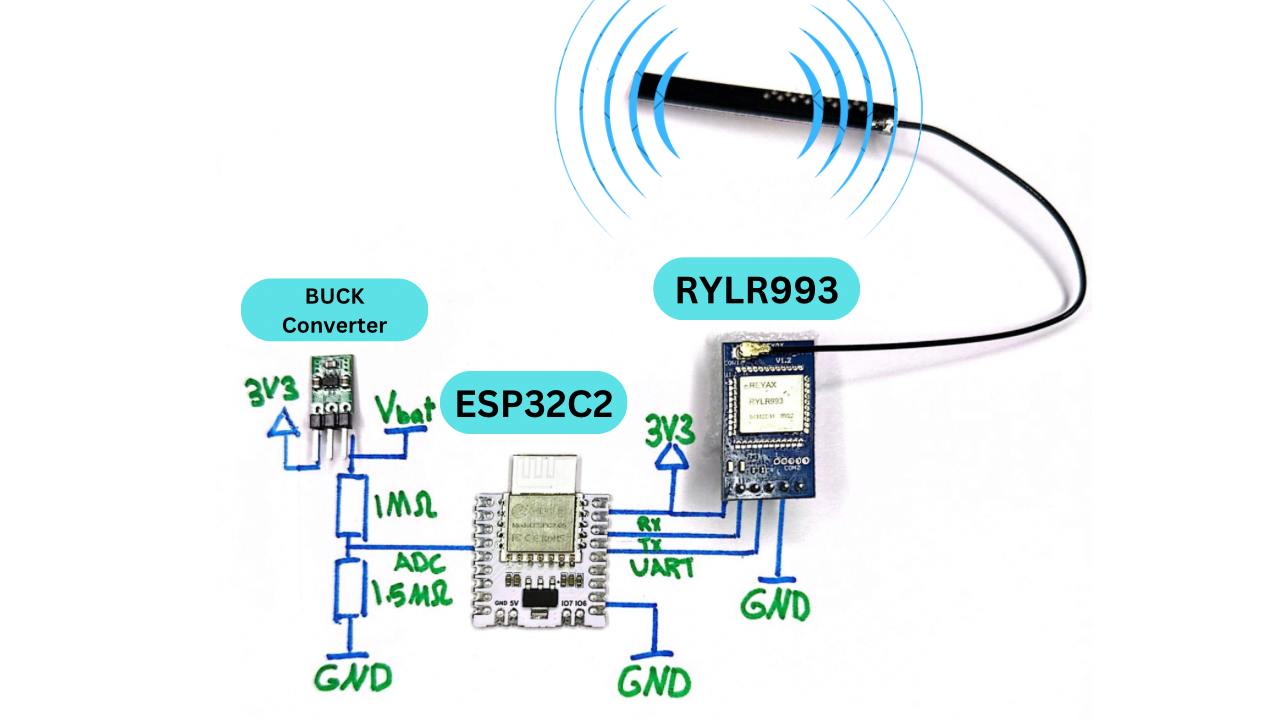 RYLR993
BUCK
Converter
V1.2
REYAX
RYLR993
3V3
Vbat
ESP32C2
3V3
COM2
1MΩ
Rx
Tx
ADC
UART
1.5MΩ
GND 5V
IO7 IO6
GND
GND
GND